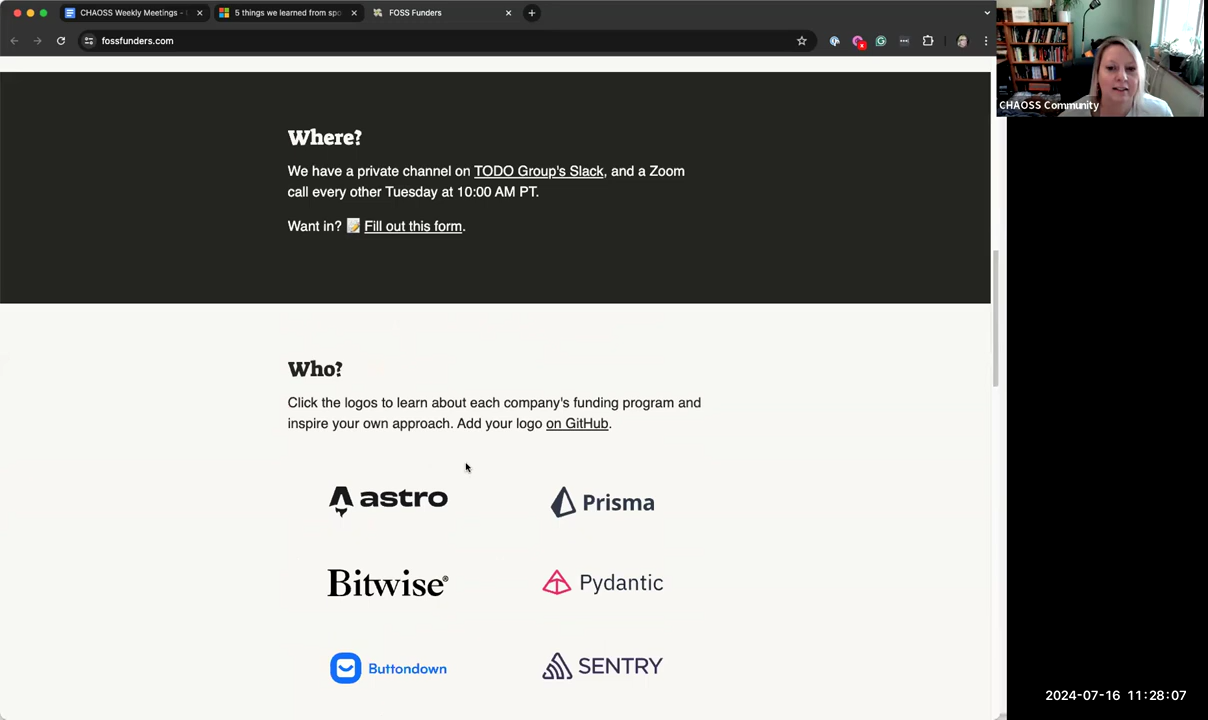 CHAOSS Weekly Meetings -
5 things we learned from spo
FOSS Funders
fossfunders.com
CHAOSS Community
Where?
We have a private channel on TODO Group's Slack, and a Zoom
call every other Tuesday at 10:00 AM PT.
Want in? 📝 Fill out this form.
Who?
Click the logos to learn about each company's funding program and
inspire your own approach. Add your logo on GitHub.
astro
Prisma
Bitwise®
Pydantic
Buttondown
SENTRY
2024-07-16 11:28:07